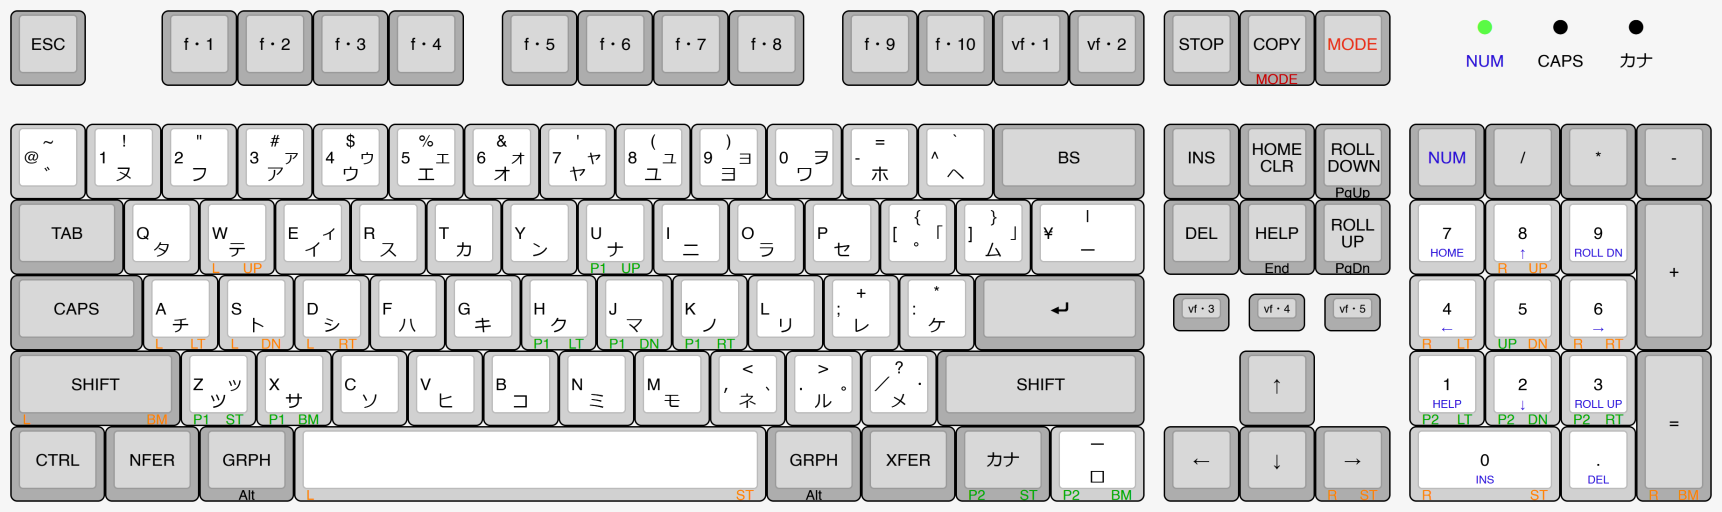 ESC f・1 f・2 f・3 f・4 f・5 f・6 f・7 f・8 f・9 f・10 vf・1 vf・2 STOP COPY MODE
MODE
NUM CAPS カナ
~ ! " # $ % & ' ( ) = `
@ 1 2 3 ァ 4 ゥ 5 ェ 6 ォ 7 ャ 8 ュ 9 ョ 0 ヲ - ^ BS INS HOME CLR ROLL DOWN NUM / * -
゛ ヌ フ ア ウ エ オ ヤ ユ ヨ ワ ホ ヘ
PgUp
{ } |
TAB Q W E ィ R T Y U I O P [ 「 ] 」 ¥ DEL HELP ROLL UP 7 8 9 +
タ テ イ ス カ ン ナ ニ ラ セ ゜ ム ー HOME ↑ ROLL DN
L UP P1 UP End PgDn R UP
+ *
CAPS A S D F G H J K L ; : ↵ vf・3 vf・4 vf・5 4 5 6
チ ト シ ハ キ ク マ ノ リ レ ケ ← →
L LT L DN L RT P1 LT P1 DN P1 RT R LT UP DN R RT
< > ?
SHIFT Z ッ X C V B N M , 、 . 。 / ・ SHIFT ↑ 1 2 3 =
ツ サ ソ ヒ コ ミ モ ネ ル メ HELP ↓ ROLL UP
L RM P1 ST P1 BM P2 LT P2 DN P2 RT
CTRL NFER GRPH GRPH XFER カナ ー ロ ← ↓ → 0 .
INS DEL
Alt L ST Alt P2 ST P2 BM R ST R ST R BM